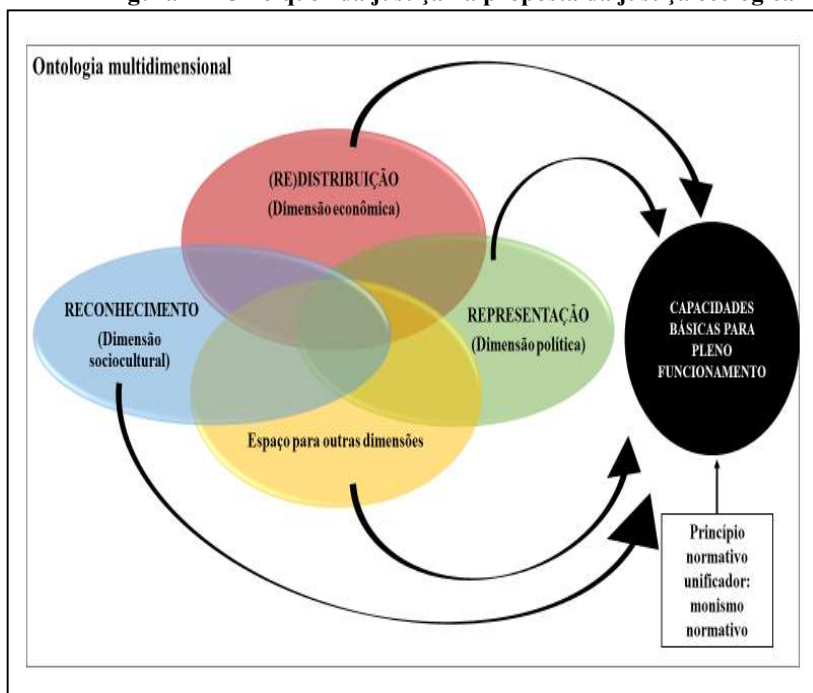 Ontologia multidimensional
(RE)DISTRIBUIÇÃO
(Dimensão econômica)
RECONHECIMENTO
(Dimensão
sociocultural)
REPRESENTAÇÃO
(Dimensão política)
Espaço para outras dimensões
CAPACIDADES
BÁSICAS PARA
PLENO
FUNCIONAMENTO
Princípio
normativo
unificador:
monismo
normativo